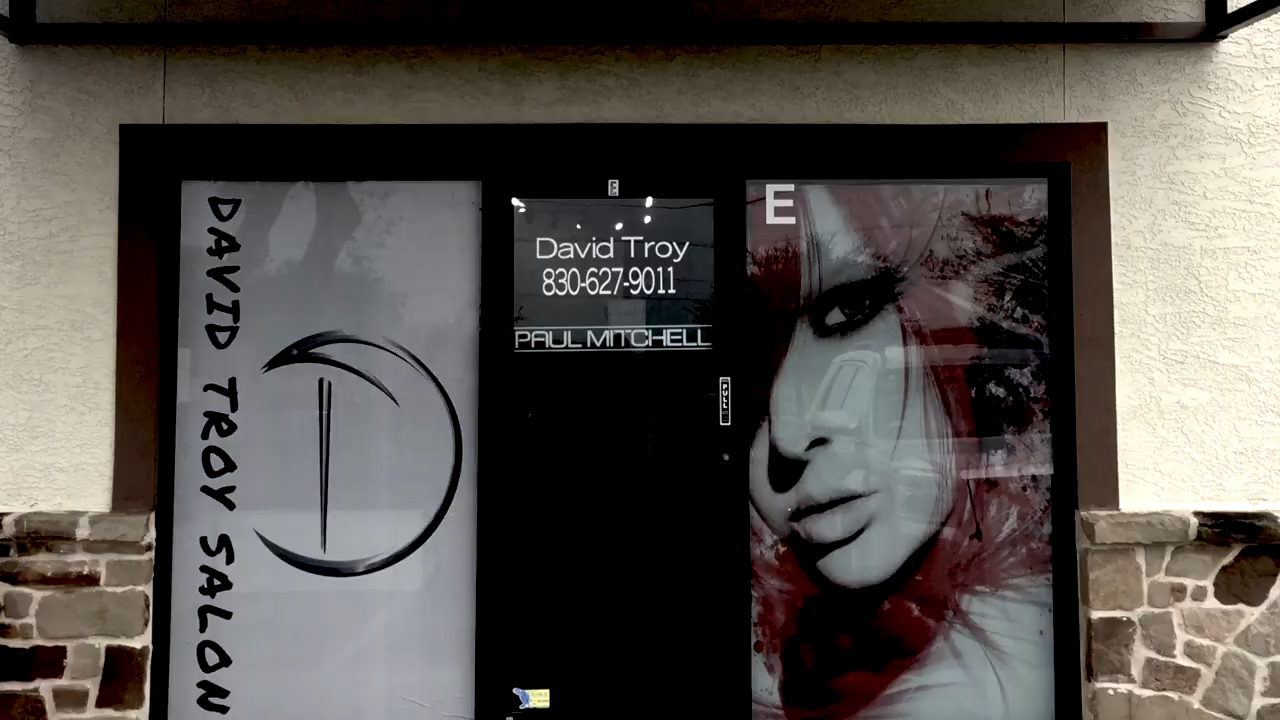 DAVID TROY SALON
David Troy
830-627-9011
PAUL MITCHELL
PULL
E